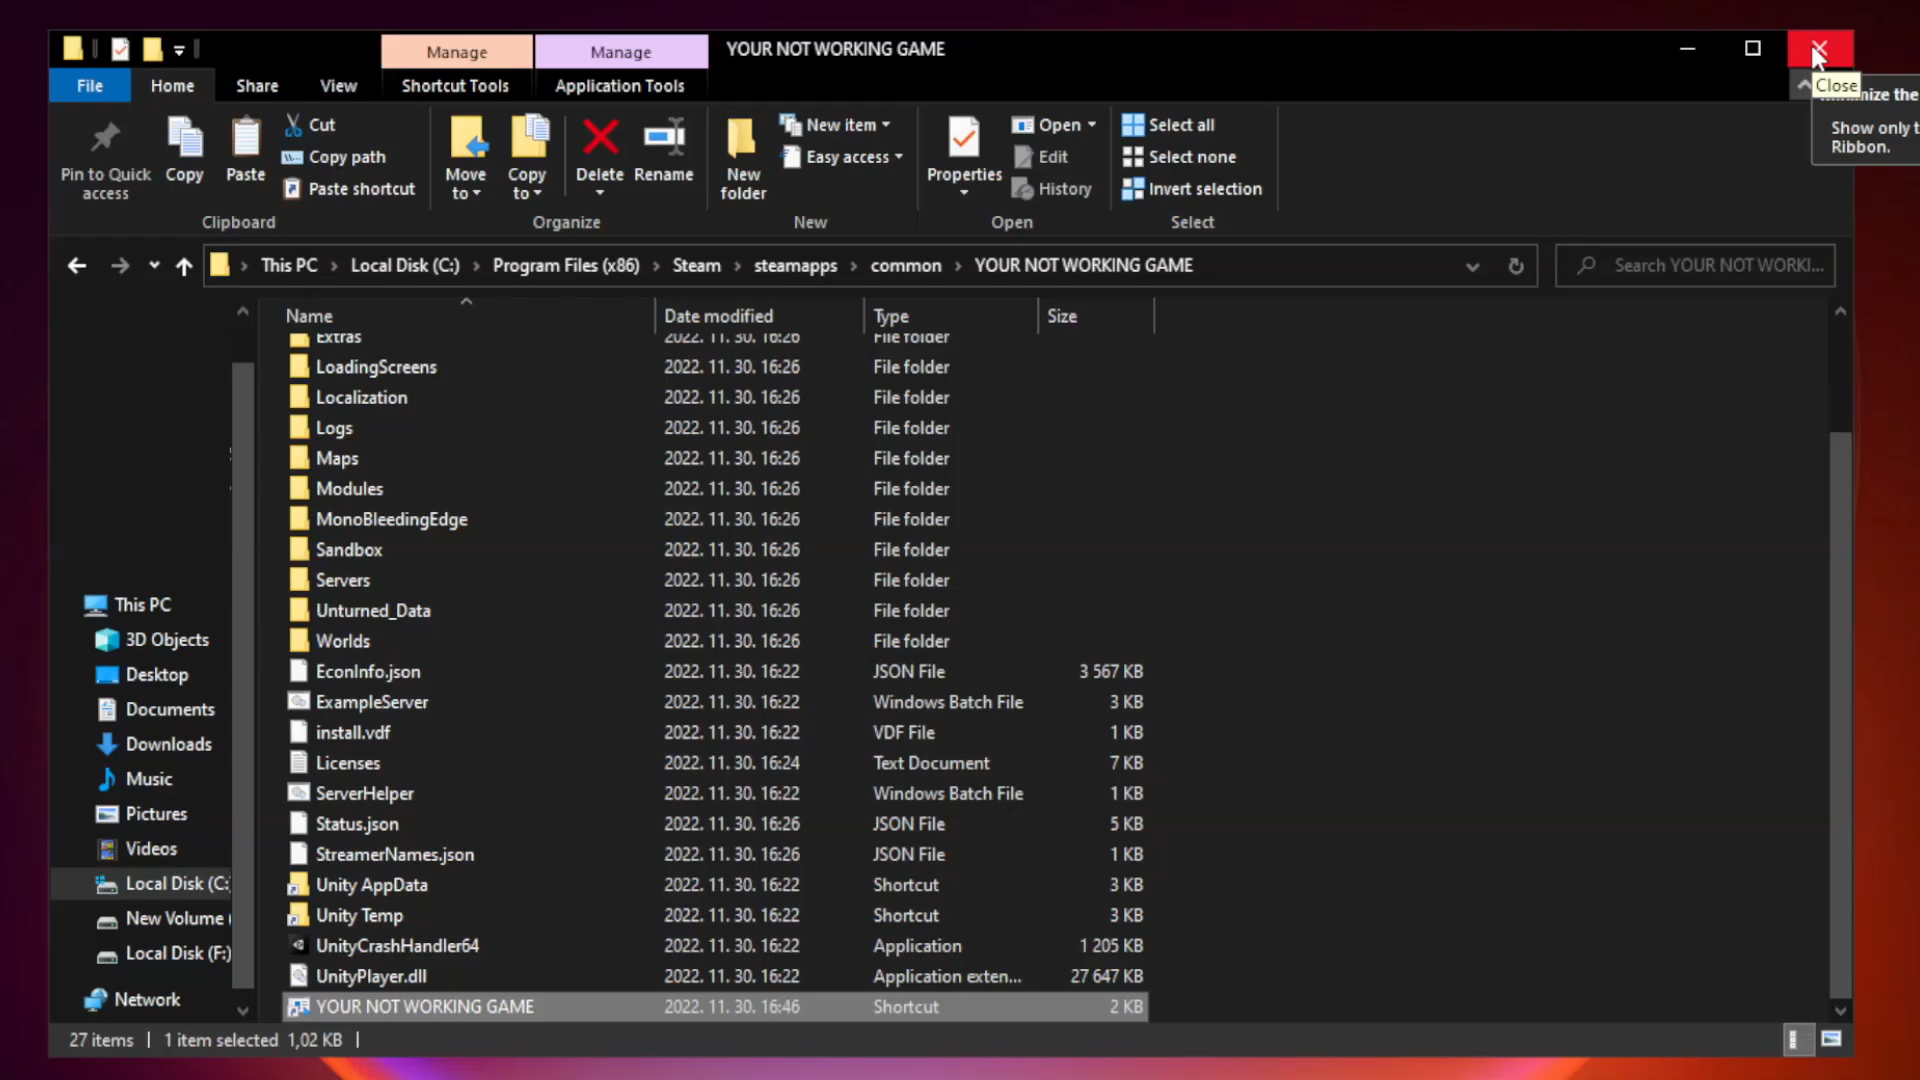 Manage
Manage
YOUR NOT WORKING GAME
File
Home
Share
View
Shortcut Tools
Application Tools
Close
the
Show only t
Ribbon.
Pin to Quick
access
Copy
Paste
Cut
Copy path
Paste shortcut
Clipboard
Move
to
Copy
to
Delete
Rename
Organize
New
folder
New item
Easy access
New
Properties
Open
Edit
History
Open
Select all
Select none
Invert selection
Select
This PC
Local Disk (C:)
Program Files (x86)
Steam
steamapps
common
YOUR NOT WORKING GAME
Search YOUR NOT WORKI...
Name Date modified Type Size
Extras 2022. 11. 30. 16:26 File folder
LoadingScreens 2022. 11. 30. 16:26 File folder
Localization 2022. 11. 30. 16:26 File folder
Logs 2022. 11. 30. 16:26 File folder
Maps 2022. 11. 30. 16:26 File folder
Modules 2022. 11. 30. 16:26 File folder
MonoBleedingEdge 2022. 11. 30. 16:26 File folder
Sandbox 2022. 11. 30. 16:26 File folder
Servers 2022. 11. 30. 16:26 File folder
Unturned_Data 2022. 11. 30. 16:26 File folder
Worlds 2022. 11. 30. 16:26 File folder
EconInfo.json 2022. 11. 30. 16:22 JSON File 3 567 KB
ExampleServer 2022. 11. 30. 16:22 Windows Batch File 3 KB
install.vdf 2022. 11. 30. 16:22 VDF File 1 KB
Licenses 2022. 11. 30. 16:24 Text Document 7 KB
ServerHelper 2022. 11. 30. 16:22 Windows Batch File 1 KB
Status.json 2022. 11. 30. 16:26 JSON File 5 KB
StreamerNames.json 2022. 11. 30. 16:26 JSON File 1 KB
Unity AppData 2022. 11. 30. 16:22 Shortcut 3 KB
Unity Temp 2022. 11. 30. 16:22 Shortcut 3 KB
UnityCrashHandler64 2022. 11. 30. 16:22 Application 1 205 KB
UnityPlayer.dll 2022. 11. 30. 16:22 Application exten... 27 647 KB
YOUR NOT WORKING GAME 2022. 11. 30. 16:46 Shortcut 2 KB
This PC
3D Objects
Desktop
Documents
Downloads
Music
Pictures
Videos
Local Disk (C:
New Volume (
Local Disk (F:)
Network
27 items
1 item selected 1,02 KB